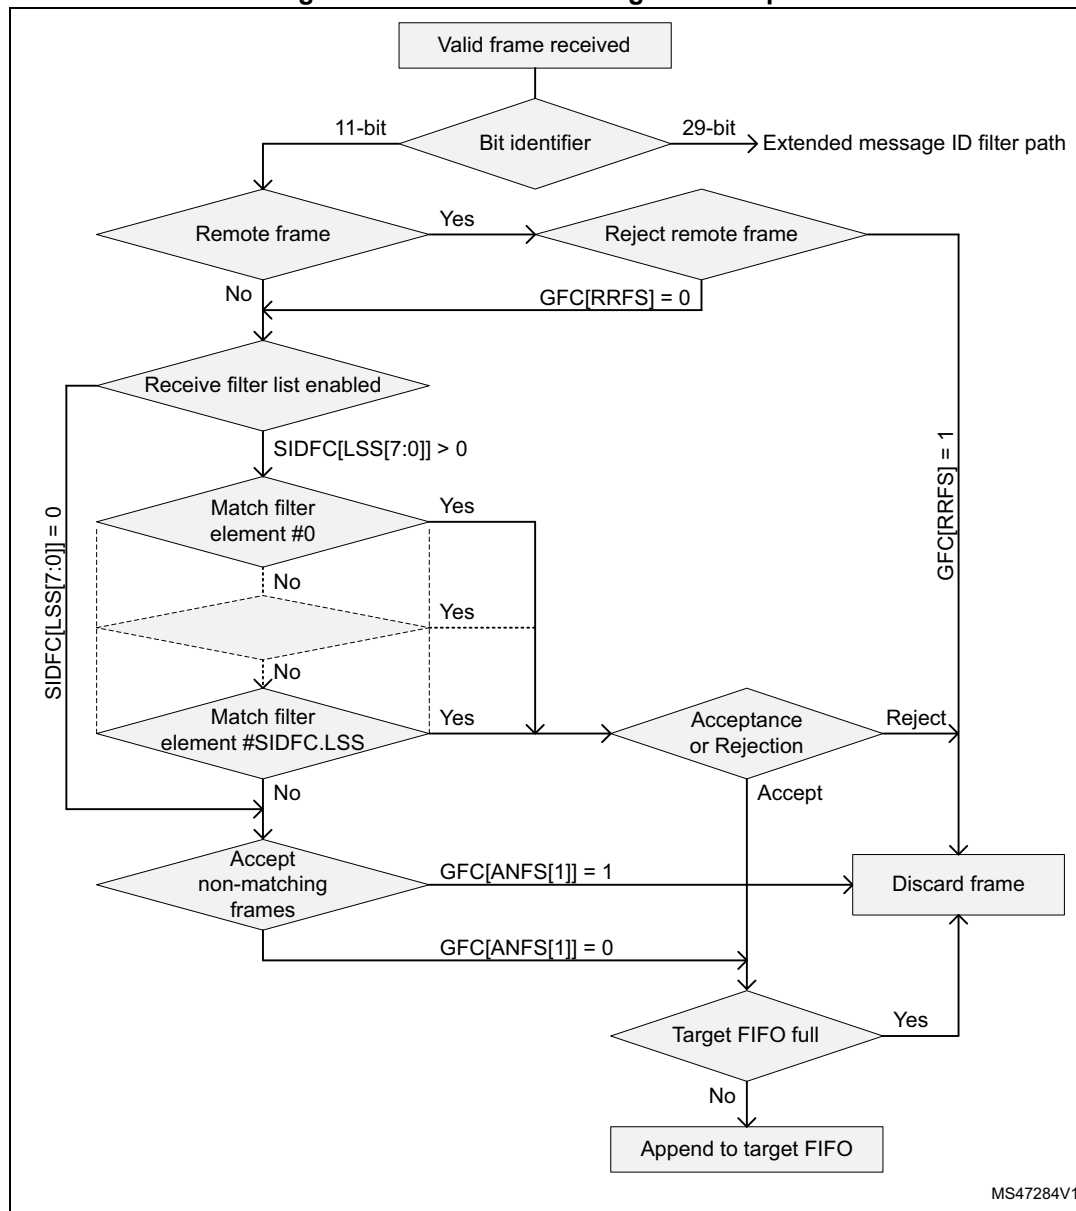 Valid frame received
11-bit
Bit identifier
29-bit
Extended message ID filter path
Remote frame
Yes
Reject remote frame
No
GFC[RRFS] = 0
Receive filter list enabled
SIDFC[LSS[7:0]] > 0
SIDFC[LSS[7:0]] = 0
GFC[RRFS] = 1
Match filter
element #0
Yes
No
Yes
No
Match filter
element #SIDFC.LSS
Yes
Acceptance
or Rejection
Reject
No
Accept
Accept
non-matching
frames
GFC[ANFS[1]] = 1
Discard frame
GFC[ANFS[1]] = 0
Target FIFO full
Yes
No
Append to target FIFO
MS47284V1